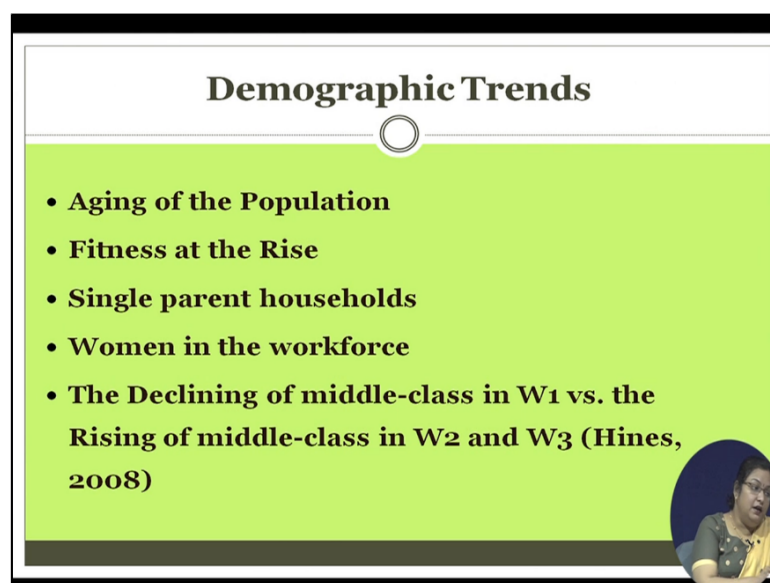 Demographic Trends
• Aging of the Population
• Fitness at the Rise
• Single parent households
• Women in the workforce
• The Declining of middle-class in W1 vs. the
Rising of middle-class in W2 and W3 (Hines,
2008)